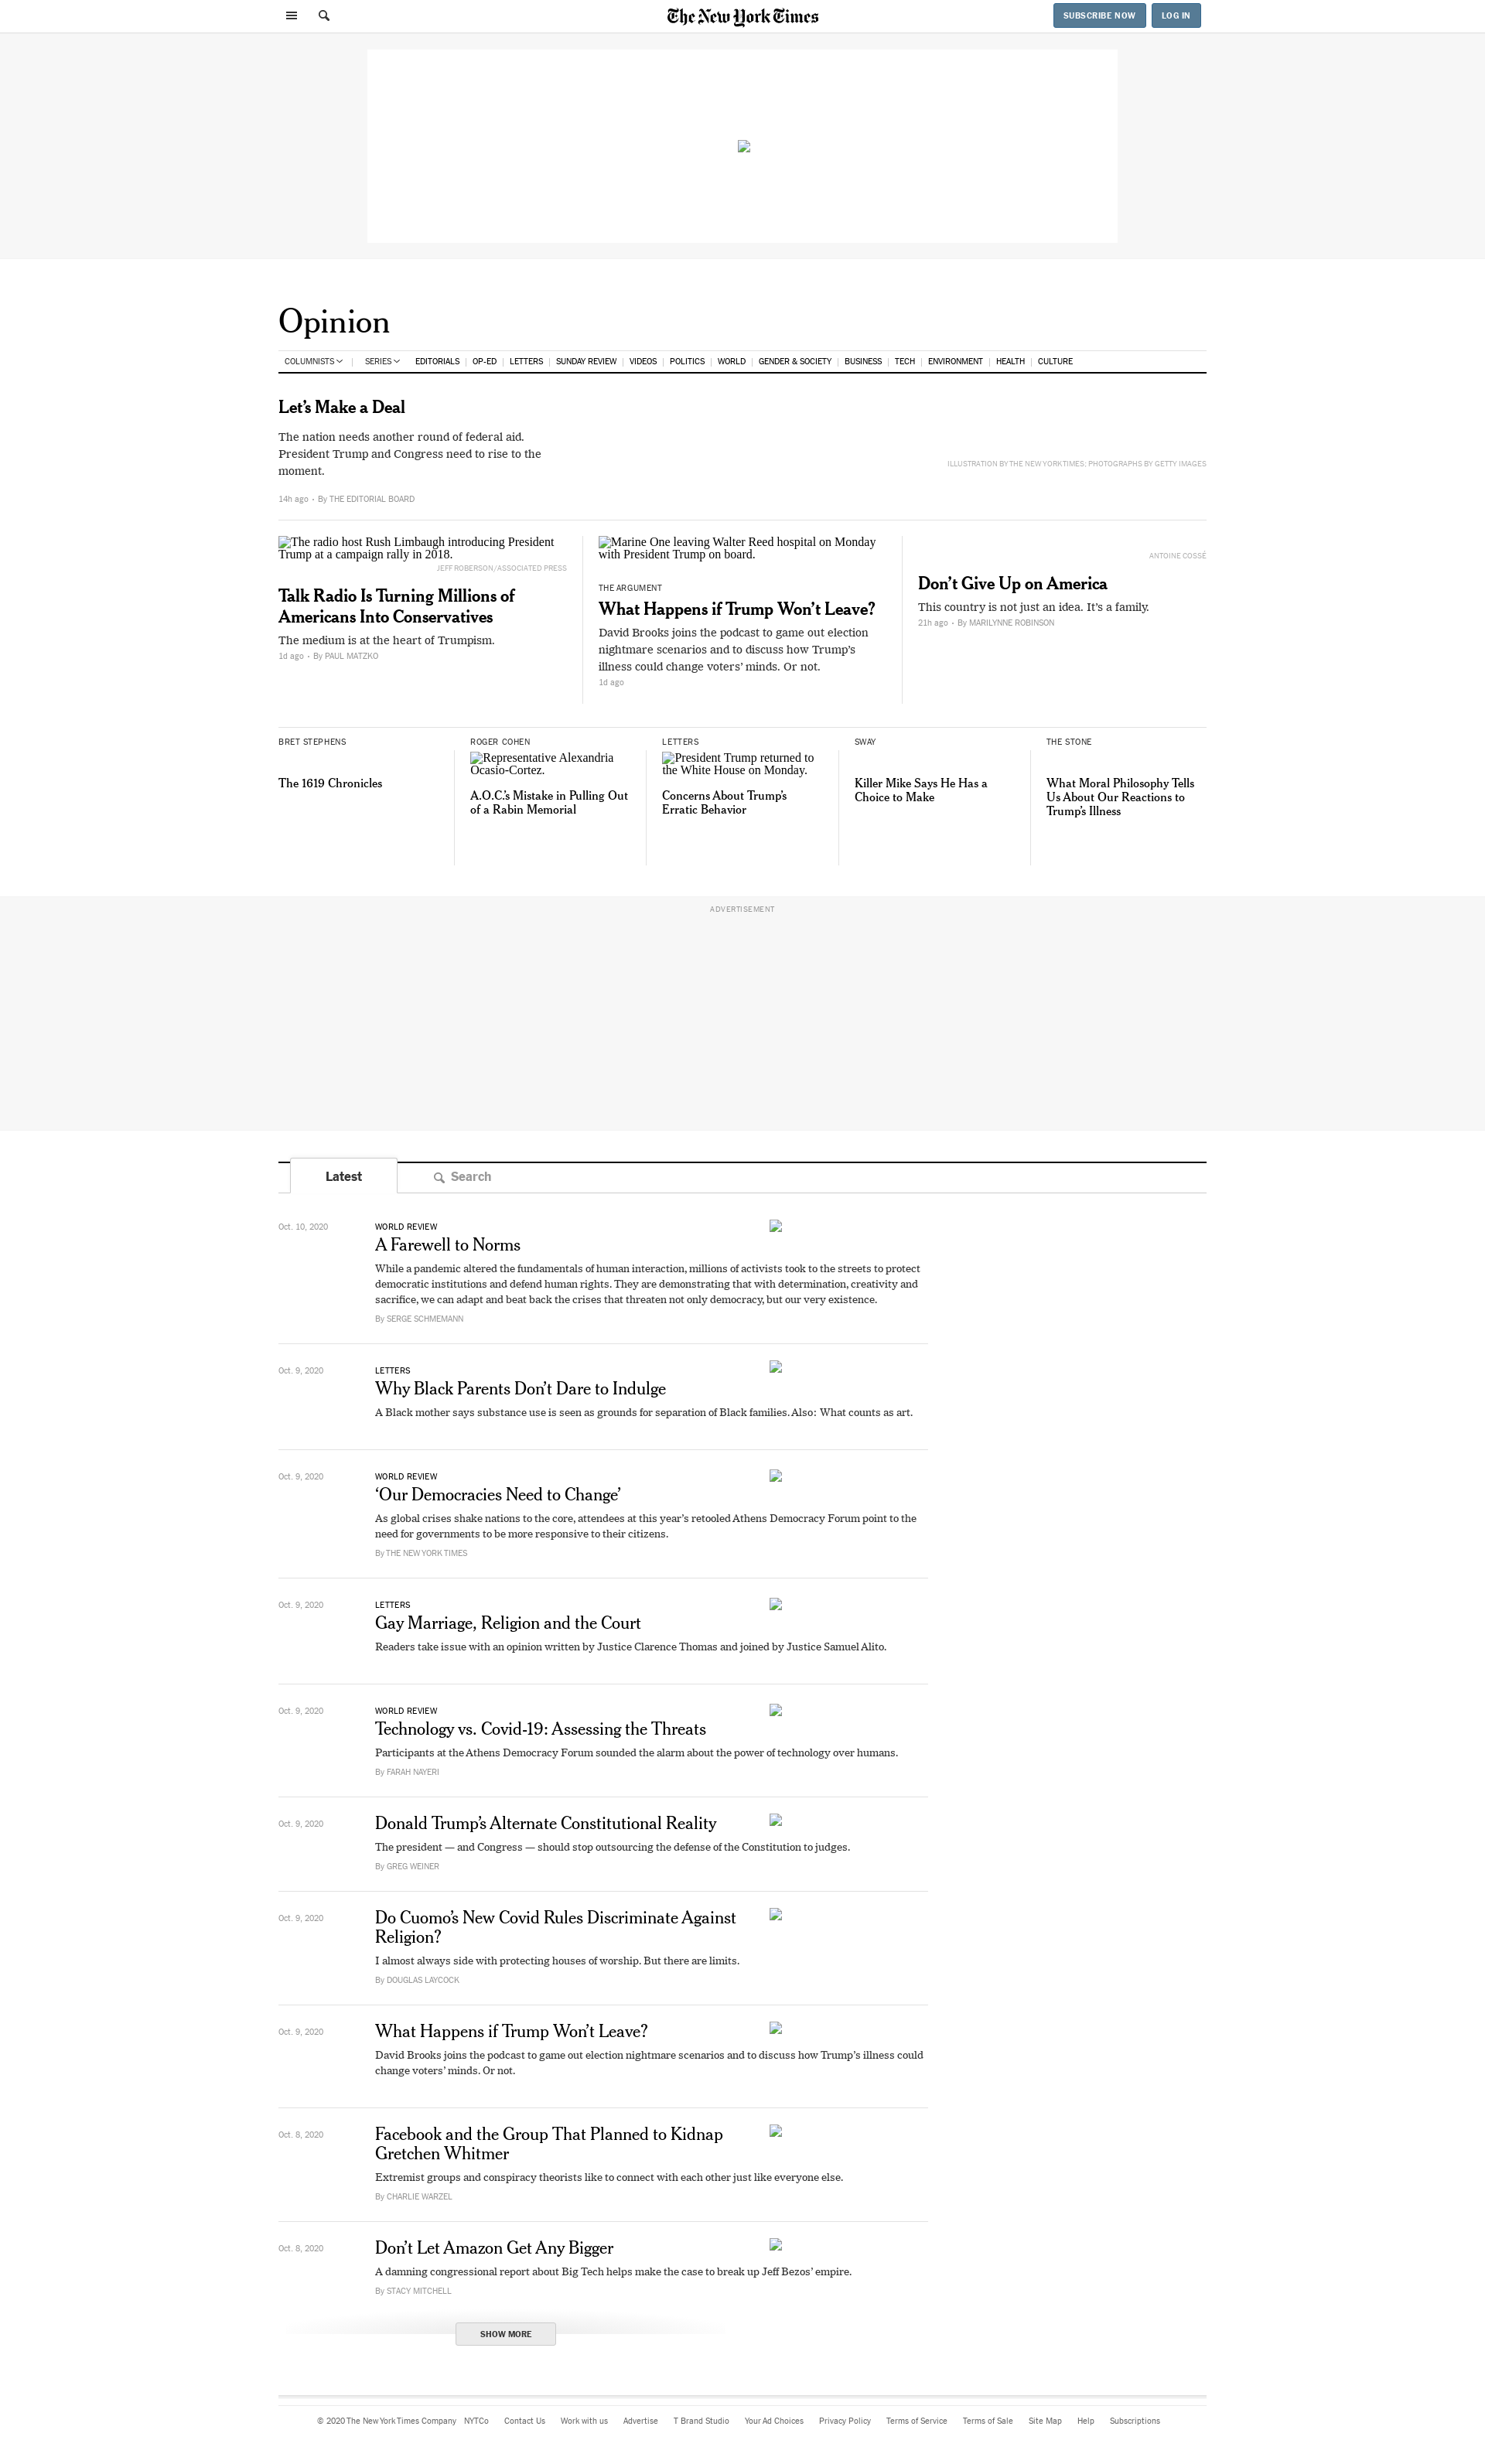 The New York Times
SUBSCRIBE NOW
LOG IN
Opinion
COLUMNISTS
SERIES
EDITORIALS
OP-ED
LETTERS
SUNDAY REVIEW
VIDEOS
POLITICS
WORLD
GENDER & SOCIETY
BUSINESS
TECH
ENVIRONMENT
HEALTH
CULTURE
Let’s Make a Deal
The nation needs another round of federal aid.
President Trump and Congress need to rise to the
moment.
14h ago • By THE EDITORIAL BOARD
ILLUSTRATION BY THE NEW YORK TIMES; PHOTOGRAPHS BY GETTY IMAGES
The radio host Rush Limbaugh introducing President
Trump at a campaign rally in 2018.
JEFF ROBERSON/ASSOCIATED PRESS
Talk Radio Is Turning Millions of
Americans Into Conservatives
The medium is at the heart of Trumpism.
1d ago • By PAUL MATZKO
Marine One leaving Walter Reed hospital on Monday
with President Trump on board.
THE ARGUMENT
What Happens if Trump Won’t Leave?
David Brooks joins the podcast to game out election
nightmare scenarios and to discuss how Trump’s
illness could change voters’ minds. Or not.
1d ago
ANTOINE COSSÉ
Don’t Give Up on America
This country is not just an idea. It’s a family.
21h ago • By MARILYNNE ROBINSON
BRET STEPHENS
The 1619 Chronicles
ROGER COHEN
Representative Alexandria
Ocasio-Cortez.
A.O.C.’s Mistake in Pulling Out
of a Rabin Memorial
LETTERS
President Trump returned to
the White House on Monday.
Concerns About Trump’s
Erratic Behavior
SWAY
Killer Mike Says He Has a
Choice to Make
THE STONE
What Moral Philosophy Tells
Us About Our Reactions to
Trump’s Illness
ADVERTISEMENT
Latest
Search
Oct. 10, 2020
WORLD REVIEW
A Farewell to Norms
While a pandemic altered the fundamentals of human interaction, millions of activists took to the streets to protect
democratic institutions and defend human rights. They are demonstrating that with determination, creativity and
sacrifice, we can adapt and beat back the crises that threaten not only democracy, but our very existence.
By SERGE SCHMEMANN
Oct. 9, 2020
LETTERS
Why Black Parents Don’t Dare to Indulge
A Black mother says substance use is seen as grounds for separation of Black families. Also: What counts as art.
Oct. 9, 2020
WORLD REVIEW
‘Our Democracies Need to Change’
As global crises shake nations to the core, attendees at this year’s retooled Athens Democracy Forum point to the
need for governments to be more responsive to their citizens.
By THE NEW YORK TIMES
Oct. 9, 2020
LETTERS
Gay Marriage, Religion and the Court
Readers take issue with an opinion written by Justice Clarence Thomas and joined by Justice Samuel Alito.
Oct. 9, 2020
WORLD REVIEW
Technology vs. Covid-19: Assessing the Threats
Participants at the Athens Democracy Forum sounded the alarm about the power of technology over humans.
By FARAH NAYERI
Oct. 9, 2020
Donald Trump’s Alternate Constitutional Reality
The president — and Congress — should stop outsourcing the defense of the Constitution to judges.
By GREG WEINER
Oct. 9, 2020
Do Cuomo’s New Covid Rules Discriminate Against
Religion?
I almost always side with protecting houses of worship. But there are limits.
By DOUGLAS LAYCOCK
Oct. 9, 2020
What Happens if Trump Won’t Leave?
David Brooks joins the podcast to game out election nightmare scenarios and to discuss how Trump’s illness could
change voters’ minds. Or not.
Oct. 8, 2020
Facebook and the Group That Planned to Kidnap
Gretchen Whitmer
Extremist groups and conspiracy theorists like to connect with each other just like everyone else.
By CHARLIE WARZEL
Oct. 8, 2020
Don’t Let Amazon Get Any Bigger
A damning congressional report about Big Tech helps make the case to break up Jeff Bezos’ empire.
By STACY MITCHELL
SHOW MORE
© 2020 The New York Times Company
NYTCo
Contact Us
Work with us
Advertise
T Brand Studio
Your Ad Choices
Privacy Policy
Terms of Service
Terms of Sale
Site Map
Help
Subscriptions